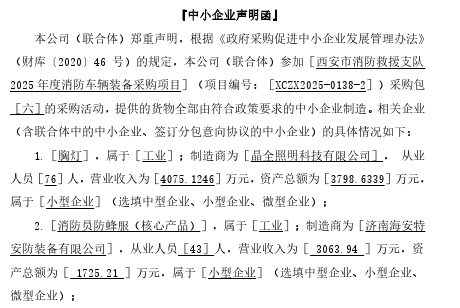 『中小企业声明函』
本公司（联合体）郑重声明，根据《政府采购促进中小企业发展管理办法》
（财库〔2020〕46 号）的规定，本公司（联合体）参加［西安市消防救援支队
2025年度消防车辆装备采购项目］（项目编号：［XCZX2025-0138-2］）采购包
［六］的采购活动，提供的货物全部由符合政策要求的中小企业制造。相关企业
（含联合体中的中小企业、签订分包意向协议的中小企业）的具体情况如下：
1.［胸灯］，属于［工业］；制造商为［晶全照明科技有限公司］， 从业
人员［76］人，营业收入为［4075.1246］万元，资产总额为［3798.6339］万元，
属于［小型企业］（选填中型企业、小型企业、微型企业）；
2.［消防员防蜂服（核心产品）］，属于［工业］；制造商为［济南海安特
安防装备有限公司］，从业人员［43］人，营业收入为［ 3063.94 ］万元，资
产总额为［ 1725.21 ］万元，属于［小型企业］（选填中型企业、小型企业、
微型企业）；